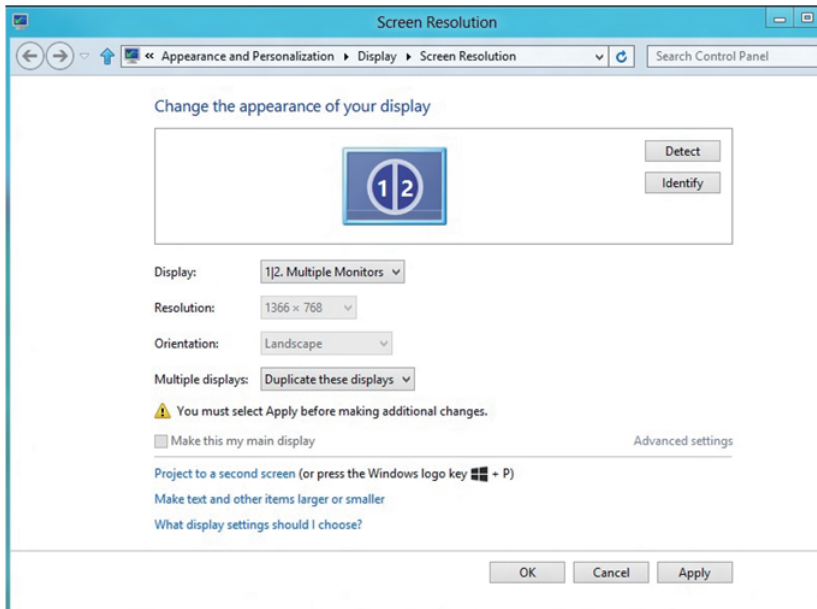 Screen Resolution
« Appearance and Personalization ▸ Display ▸ Screen Resolution
Search Control Panel
Change the appearance of your display
Detect
1 2
Identify
Display: 1|2. Multiple Monitors
Resolution: 1366 × 768
Orientation: Landscape
Multiple displays: Duplicate these displays
You must select Apply before making additional changes.
Make this my main display Advanced settings
Project to a second screen (or press the Windows logo key + P)
Make text and other items larger or smaller
What display settings should I choose?
OK Cancel Apply